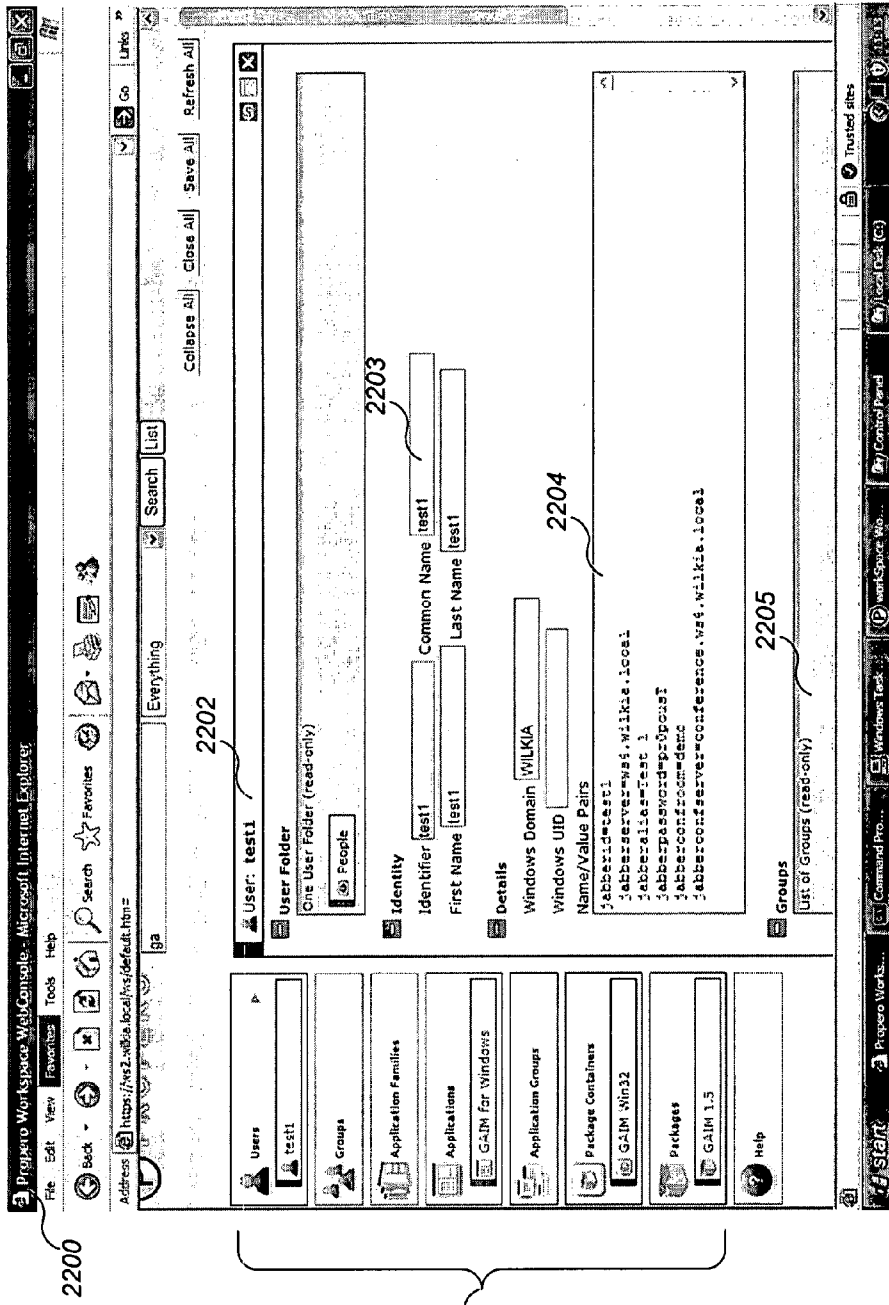 2200
Propero Workspace WebConsole - Microsoft Internet Explorer
File Edit View Favorites Tools Help
Back Search Favorites
Address https://ws2.wilkia.local/ws/default.htm
Go Links »
ga Everything Search List
Collapse All Close All Save All Refresh All
Users
test1
Groups
Application Families
Applications
GAIM for Windows
Application Groups
Package Containers
GAIM Win32
Packages
GAIM 1.5
Help
2202
User: test1
User Folder
One User Folder (read-only)
People
Identity
2203
Identifier test1 Common Name test1
First Name test1 Last Name test1
Details
Windows Domain WILKIA
Windows UID
Name/Value Pairs
2204
jabberid=test1
jabberserver=ws4.wilkia.local
jabberalias=Test 1
jabberpassword=pr0pousT
jabberconfroom=demo
jabberconfserver=conference.ws4.wilkia.local
2205
Groups
List of Groups (read-only)
Trusted sites
start
Propero Works...
Command Pro...
Windows Task...
workSpace Wo...
Control Panel
Local Disk (C:)